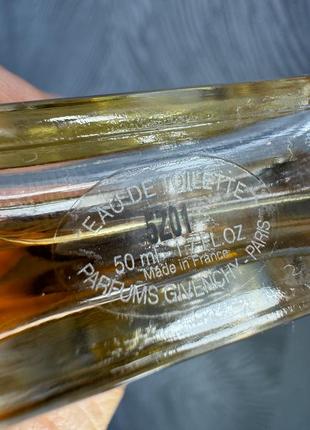 EAU DE TOILETTE
5201
50 ml 1.7 FL.OZ
Made in France
PARFUMS GIVENCHY - PARIS